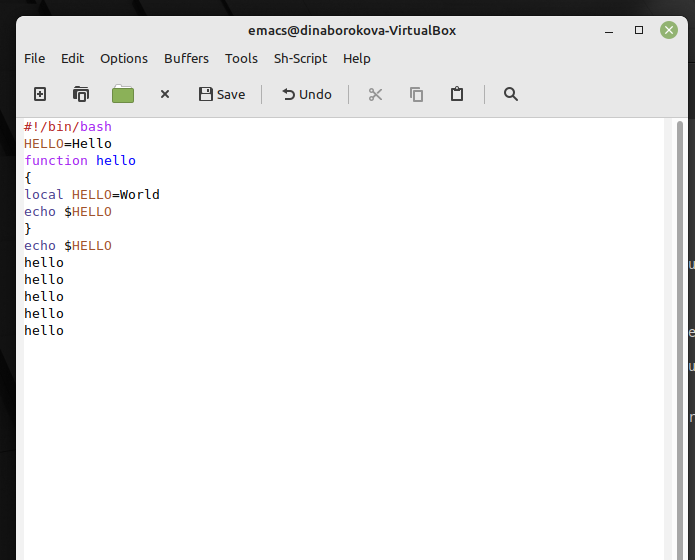 emacs@dinaborokova-VirtualBox
File Edit Options Buffers Tools Sh-Script Help
Save Undo
#!/bin/bash
HELLO=Hello
function hello
{
local HELLO=World
echo $HELLO
}
echo $HELLO
hello
hello
hello
hello
hello
u
e
u
r